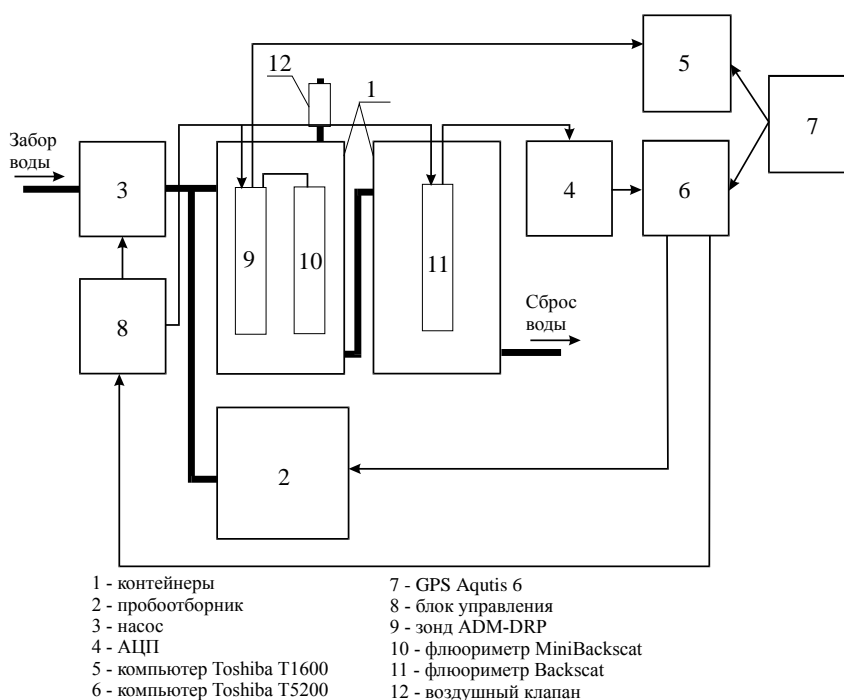 12
1
5
7
Забор
воды
3
4
6
9
10
11
8
Сброс
воды
2
1 - контейнеры
2 - пробоотборник
3 - насос
4 - АЦП
5 - компьютер Toshiba T1600
6 - компьютер Toshiba T5200
7 - GPS Aqutis 6
8 - блок управления
9 - зонд ADM-DRP
10 - флюориметр MiniBackscat
11 - флюориметр Backscat
12 - воздушный клапан